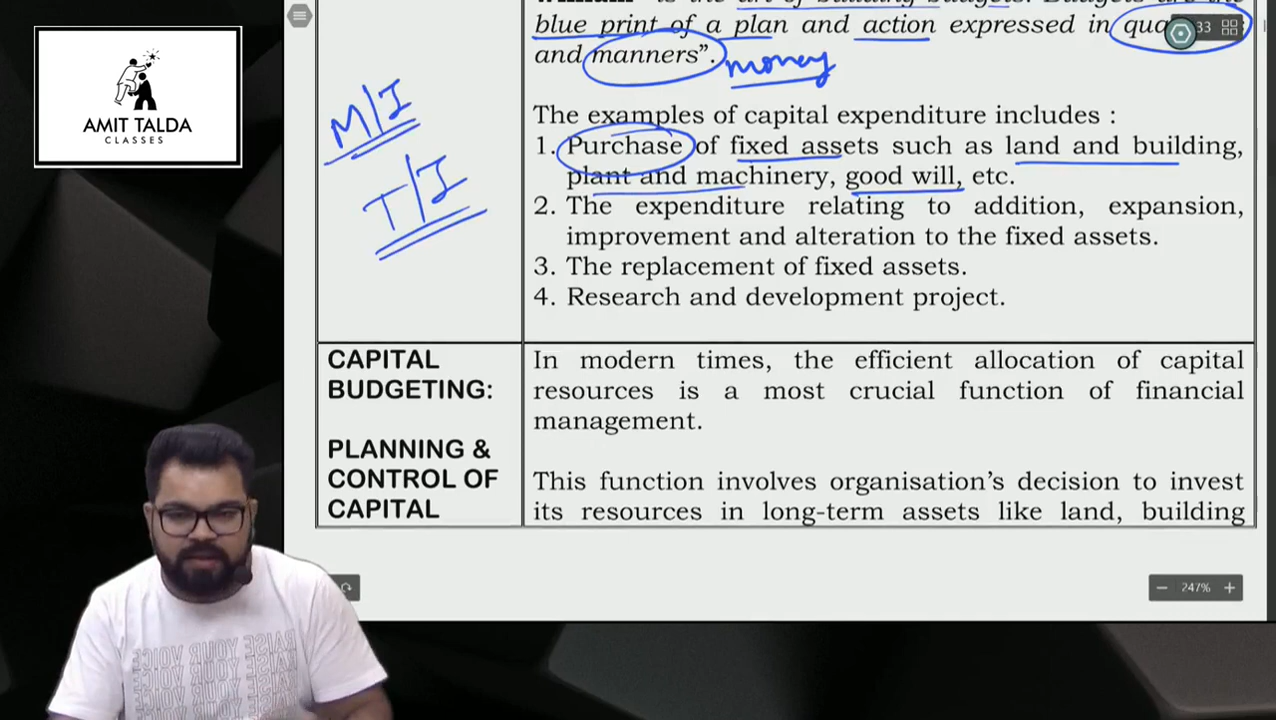 blue print of a plan and action expressed in qua
33
and manners".
money
M/I
T/I
AMIT TALDA
CLASSES
The examples of capital expenditure includes :
1. Purchase of fixed assets such as land and building,
plant and machinery, good will, etc.
2. The expenditure relating to addition, expansion,
improvement and alteration to the fixed assets.
3. The replacement of fixed assets.
4. Research and development project.
CAPITAL
BUDGETING:
PLANNING &
CONTROL OF
CAPITAL
In modern times, the efficient allocation of capital
resources is a most crucial function of financial
management.
This function involves organisation's decision to invest
its resources in long-term assets like land, building
247%
RAISE YOUR VOICE